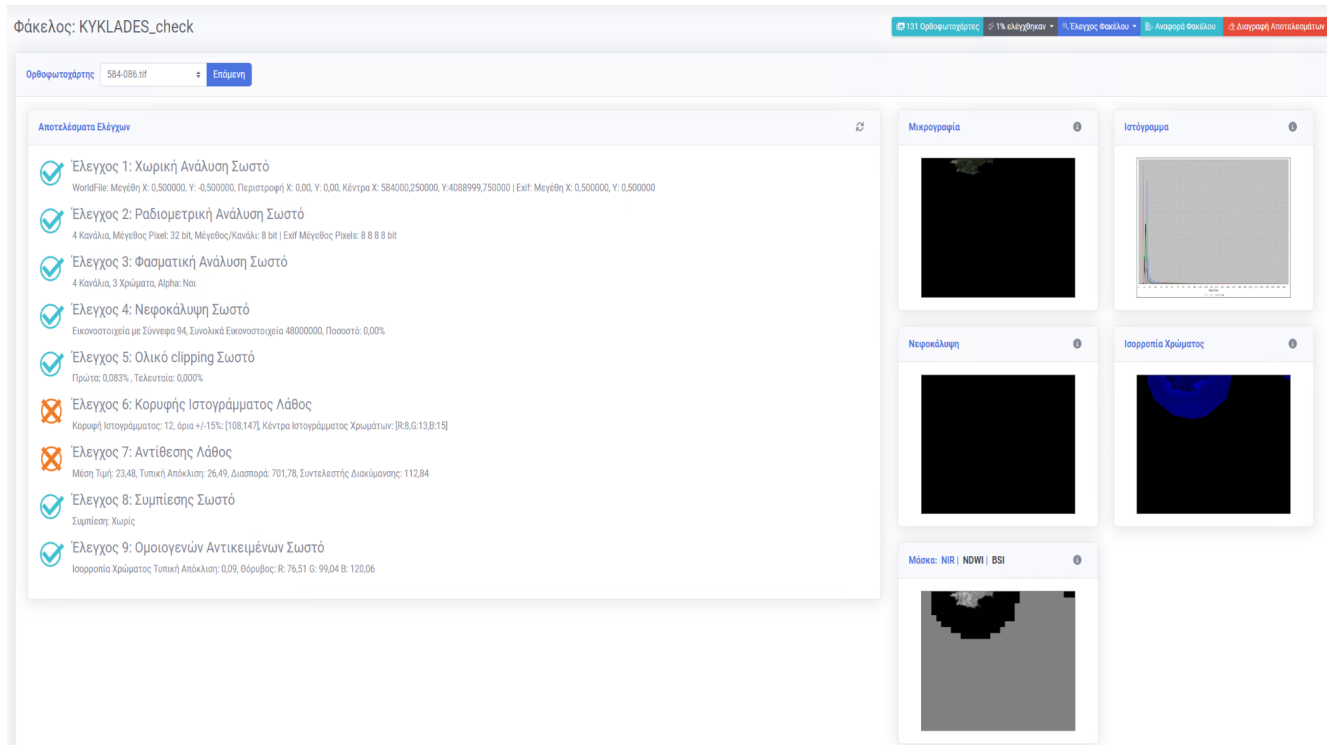 Φάκελος: KYKLADES_check
131 Ορθοφωτοχάρτες 1% ελέγχθηκαν Έλεγχος Φακέλου Αναφορά Φακέλου Διαγραφή Αποτελεσμάτων
Ορθοφωτοχάρτης 584-086.tif Επόμενη
Αποτελέσματα Ελέγχων
Έλεγχος 1: Χωρική Ανάλυση Σωστό
WorldFile: Μεγέθη X: 0,500000, Y: -0,500000, Περιστροφή X: 0,00, Y: 0,00, Κέντρα X: 584000,250000, Y:4088999,750000 | Exif: Μεγέθη X: 0,500000, Y: 0,500000
Έλεγχος 2: Ραδιομετρική Ανάλυση Σωστό
4 Κανάλια, Μέγεθος Pixel: 32 bit, Μέγεθος/Κανάλι: 8 bit | Exif Μέγεθος Pixels: 8 8 8 8 bit
Έλεγχος 3: Φασματική Ανάλυση Σωστό
4 Κανάλια, 3 Χρώματα, Alpha: Ναι
Έλεγχος 4: Νεφοκάλυψη Σωστό
Εικονοστοιχεία με Σύννεφα 94, Συνολικά Εικονοστοιχεία 48000000, Ποσοστό: 0,00%
Έλεγχος 5: Ολικό clipping Σωστό
Πρώτα: 0,083% , Τελευταία: 0,000%
Έλεγχος 6: Κορυφής Ιστογράμματος Λάθος
Κορυφή Ιστογράμματος: 12, όρια +/-15%: [108,147], Κέντρα Ιστογράμματος Χρωμάτων: [R:8,G:13,B:15]
Έλεγχος 7: Αντίθεσης Λάθος
Μέση Τιμή: 23,48, Τυπική Απόκλιση: 26,49, Διασπορά: 701,78, Συντελεστής Διακύμανσης: 112,84
Έλεγχος 8: Συμπίεσης Σωστό
Συμπίεση: Χωρίς
Έλεγχος 9: Ομοιογενών Αντικειμένων Σωστό
Ισορροπία Χρώματος Τυπική Απόκλιση: 0,09, Θόρυβος: R: 76,51 G: 99,04 B: 120,06
Μικρογραφία
Ιστόγραμμα
Νεφοκάλυψη
Ισορροπία Χρώματος
Μάσκα: NIR | NDWI | BSI